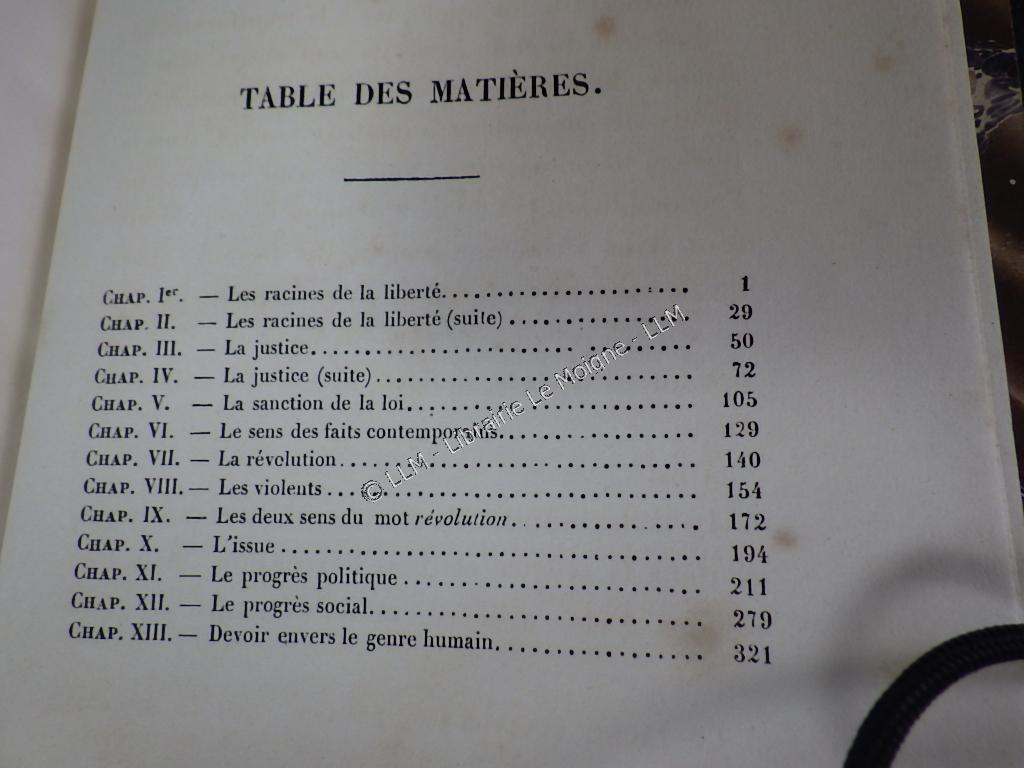 TABLE DES MATIÈRES.
CHAP. Ier. — Les racines de la liberté. 1
CHAP. II. — Les racines de la liberté (suite) 29
CHAP. III. — La justice. 50
CHAP. IV. — La justice (suite) 72
CHAP. V. — La sanction de la loi. 105
CHAP. VI. — Le sens des faits contemporains. 129
CHAP. VII. — La révolution. 140
CHAP. VIII. — Les violents 154
CHAP. IX. — Les deux sens du mot révolution. 172
CHAP. X. — L'issue 194
CHAP. XI. — Le progrès politique 211
CHAP. XII. — Le progrès social. 279
CHAP. XIII. — Devoir envers le genre humain. 321
© LLM - Librairie Le Moigne - LLM